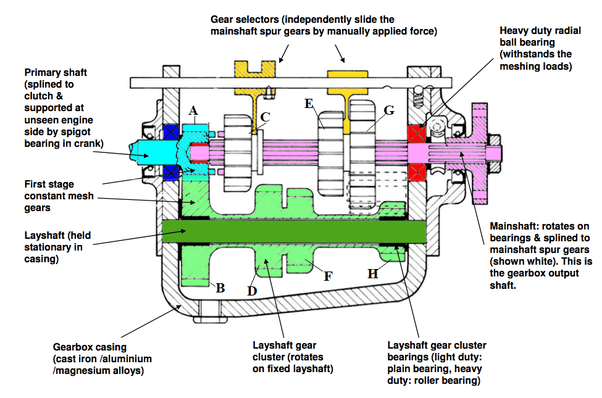 Gear selectors (independently slide the
mainshaft spur gears by manually applied force)
Heavy duty radial
ball bearing
(withstands the
meshing loads)
Primary shaft
(splined to
clutch &
supported at
unseen engine
side by spigot
bearing in crank)
A
C
E
G
First stage
constant mesh
gears
Layshaft (held
stationary in
casing)
Mainshaft: rotates on
bearings & splined to
mainshaft spur gears
(shown white). This is
the gearbox output
shaft.
B
D
F
H
Gearbox casing
(cast iron /aluminium
/magnesium alloys)
Layshaft gear
cluster (rotates
on fixed layshaft)
Layshaft gear cluster
bearings (light duty:
plain bearing, heavy
duty: roller bearing)